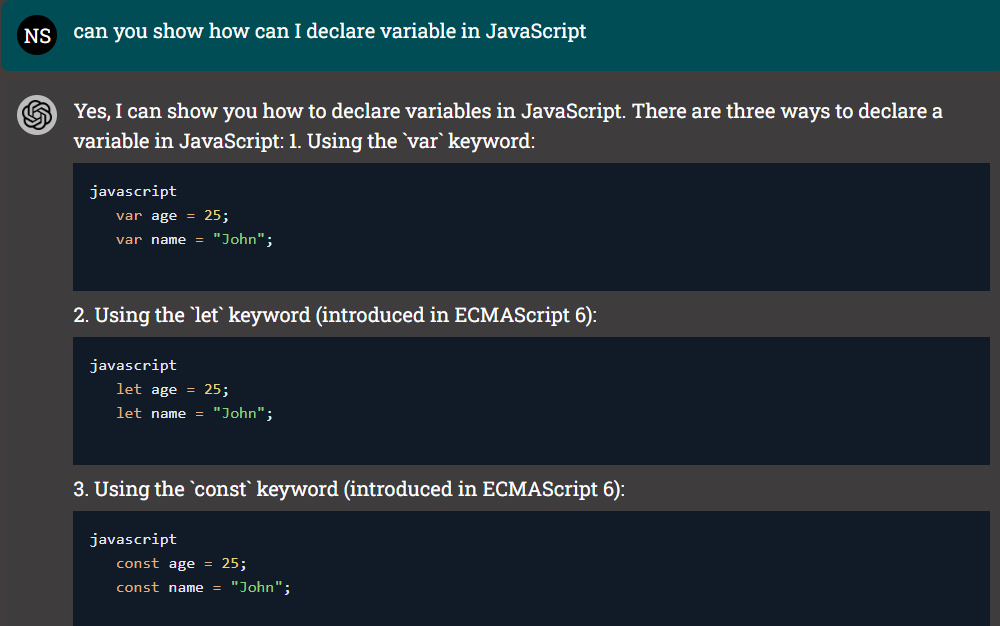 NS
can you show how can I declare variable in JavaScript
Yes, I can show you how to declare variables in JavaScript. There are three ways to declare a
variable in JavaScript: 1. Using the `var` keyword:
javascript
var age = 25;
var name = "John";
2. Using the `let` keyword (introduced in ECMAScript 6):
javascript
let age = 25;
let name = "John";
3. Using the `const` keyword (introduced in ECMAScript 6):
javascript
const age = 25;
const name = "John";